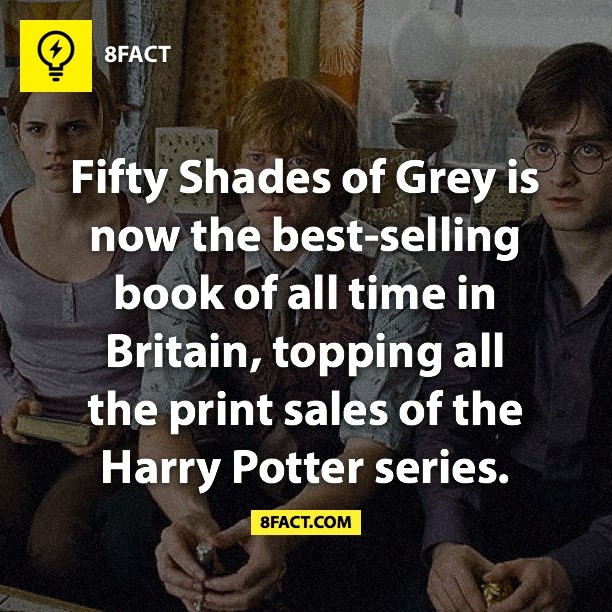 8FACT
Fifty Shades of Grey is
now the best-selling
book of all time in
Britain, topping all
the print sales of the
Harry Potter series.
8FACT.COM